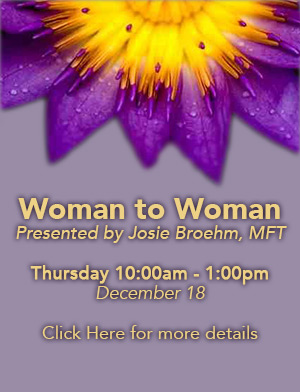 Woman to Woman
Presented by Josie Broehm, MFT
Thursday 10:00am - 1:00pm
December 18
Click Here for more details